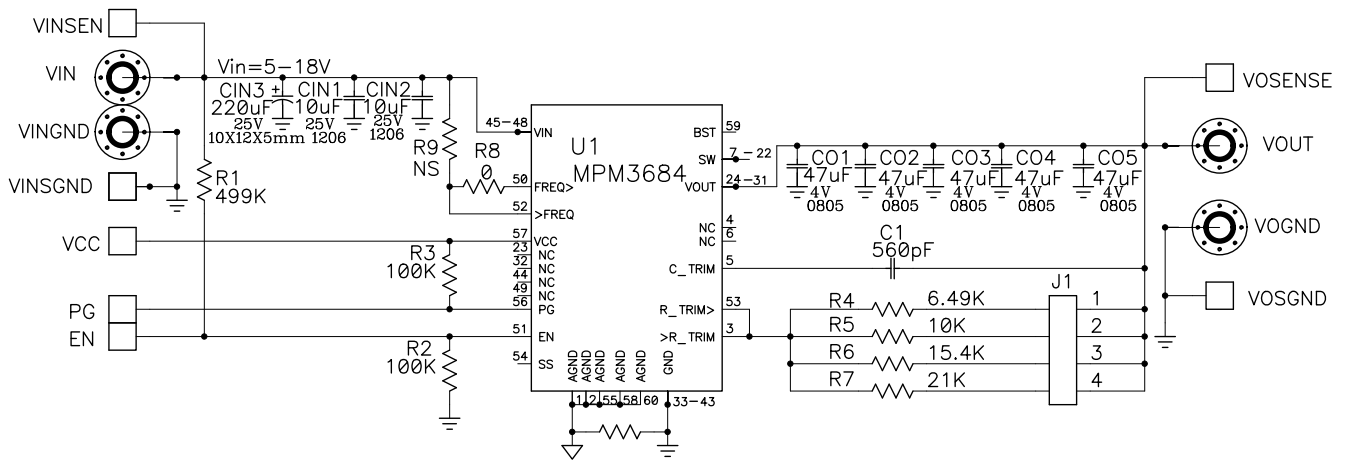 VINSEN
VIN
VINGND
VINSGND
VCC
PG
EN
Vin=5-18V
CIN3
220uF
25V
10X12X5mm
CIN1
10uF
25V
1206
CIN2
10uF
25V
1206
R1
499K
R9
NS
R8
0
R3
100K
R2
100K
U1
MPM3684
45-48
VIN
50
FREQ>
52
>FREQ
57
VCC
23
NC
32
NC
44
NC
49
NC
56
PG
51
EN
54
SS
AGND
AGND
AGND
AGND
AGND
GND
1
2
55
58
60
33-43
BST
59
SW
7-22
VOUT
24-31
NC
4
NC
6
C_TRIM
5
R_TRIM>
53
>R_TRIM
3
CO1
47uF
4V
0805
CO2
47uF
4V
0805
CO3
47uF
4V
0805
CO4
47uF
4V
0805
CO5
47uF
4V
0805
C1
560pF
R4
6.49K
R5
10K
R6
15.4K
R7
21K
J1
1
2
3
4
VOSENSE
VOUT
VOGND
VOSGND